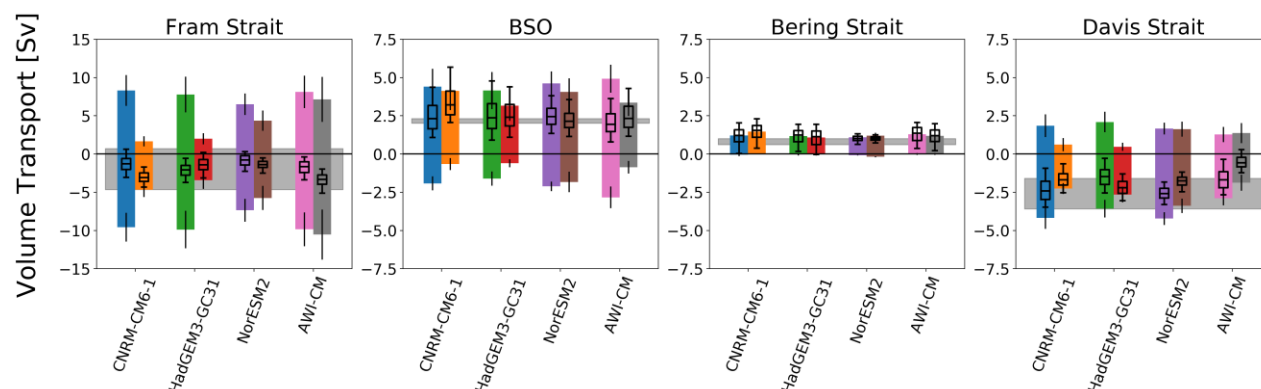 Fram Strait BSO Bering Strait Davis Strait
Volume Transport [Sv]
15 7.5 7.5 7.5
10 5.0 5.0 5.0
5 2.5 2.5 2.5
0 0.0 0.0 0.0
−5 −2.5 −2.5 −2.5
−10 −5.0 −5.0 −5.0
−15 −7.5 −7.5 −7.5
CNRM-CM6-1 HadGEM3-GC31 NorESM2 AWI-CM CNRM-CM6-1 HadGEM3-GC31 NorESM2 AWI-CM CNRM-CM6-1 HadGEM3-GC31 NorESM2 AWI-CM CNRM-CM6-1 HadGEM3-GC31 NorESM2 AWI-CM